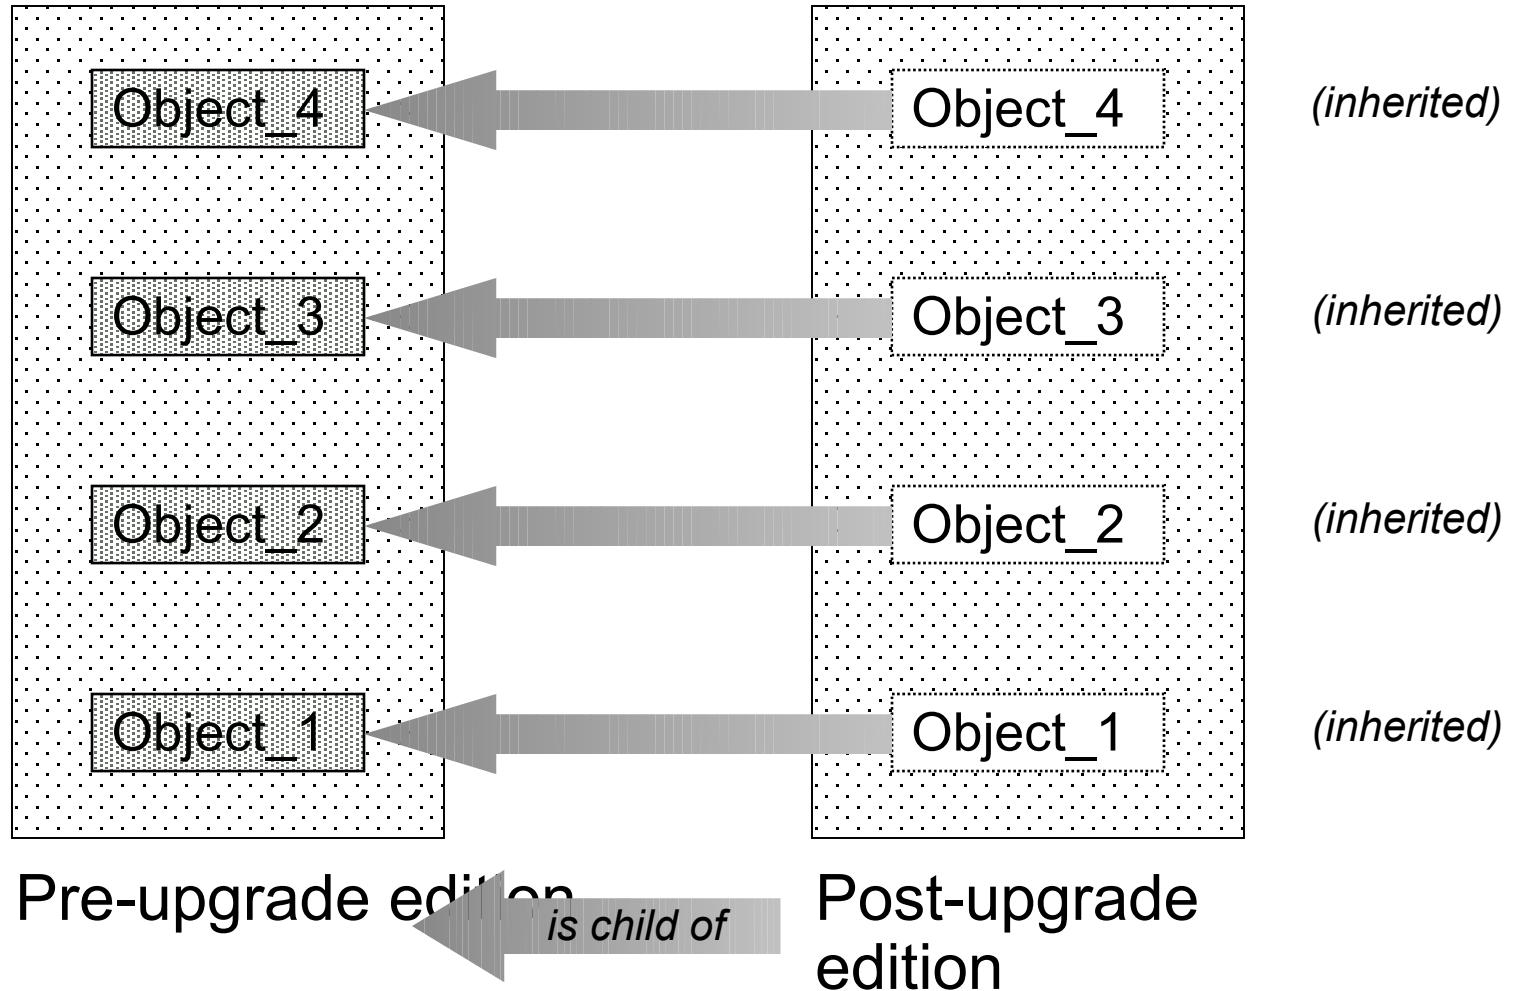 Object_4
Object_4
(inherited)
Object_3
Object_3
(inherited)
Object_2
Object_2
(inherited)
Object_1
Object_1
(inherited)
Pre-upgrade edition
is child of
Post-upgrade
edition